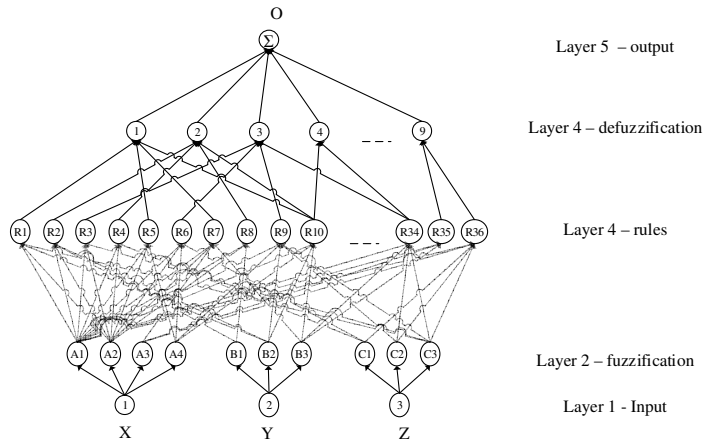 O
Σ
Layer 5 – output
1 2 3 4 9
Layer 4 – defuzzification
R1 R2 R3 R4 R5 R6 R7 R8 R9 R10 R34 R35 R36
Layer 4 – rules
A1 A2 A3 A4 B1 B2 B3 C1 C2 C3
Layer 2 – fuzzification
1 2 3
Layer 1 - Input
X Y Z